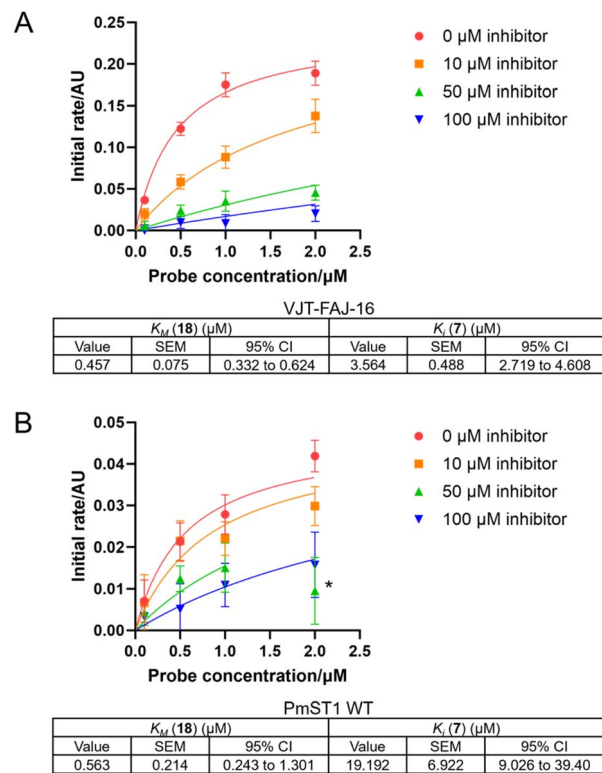 A
Initial rate/AU
0.25
0.20
0.15
0.10
0.05
0.00
0.0 0.5 1.0 1.5 2.0 2.5
Probe concentration/µM
0 µM inhibitor
10 µM inhibitor
50 µM inhibitor
100 µM inhibitor
VJT-FAJ-16
K_M (18) (µM) K_i (7) (µM)
Value SEM 95% CI Value SEM 95% CI
0.457 0.075 0.332 to 0.624 3.564 0.488 2.719 to 4.608
B
Initial rate/AU
0.05
0.04
0.03
0.02
0.01
0.00
0.0 0.5 1.0 1.5 2.0 2.5
Probe concentration/µM
0 µM inhibitor
10 µM inhibitor
50 µM inhibitor
100 µM inhibitor
*
PmST1 WT
K_M (18) (µM) K_i (7) (µM)
Value SEM 95% CI Value SEM 95% CI
0.563 0.214 0.243 to 1.301 19.192 6.922 9.026 to 39.40